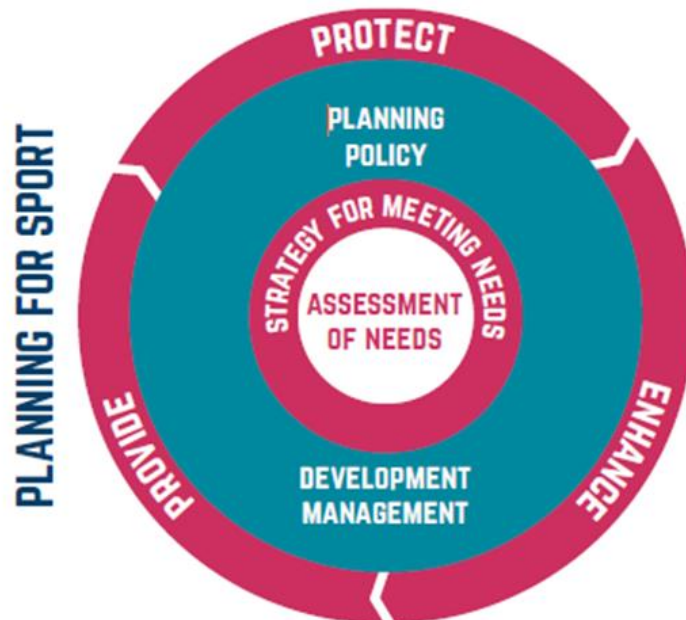 PLANNING FOR SPORT
PROTECT
PLANNING
POLICY
STRATEGY FOR MEETING NEEDS
ASSESSMENT
OF NEEDS
DEVELOPMENT
MANAGEMENT
ENHANCE
PROVIDE